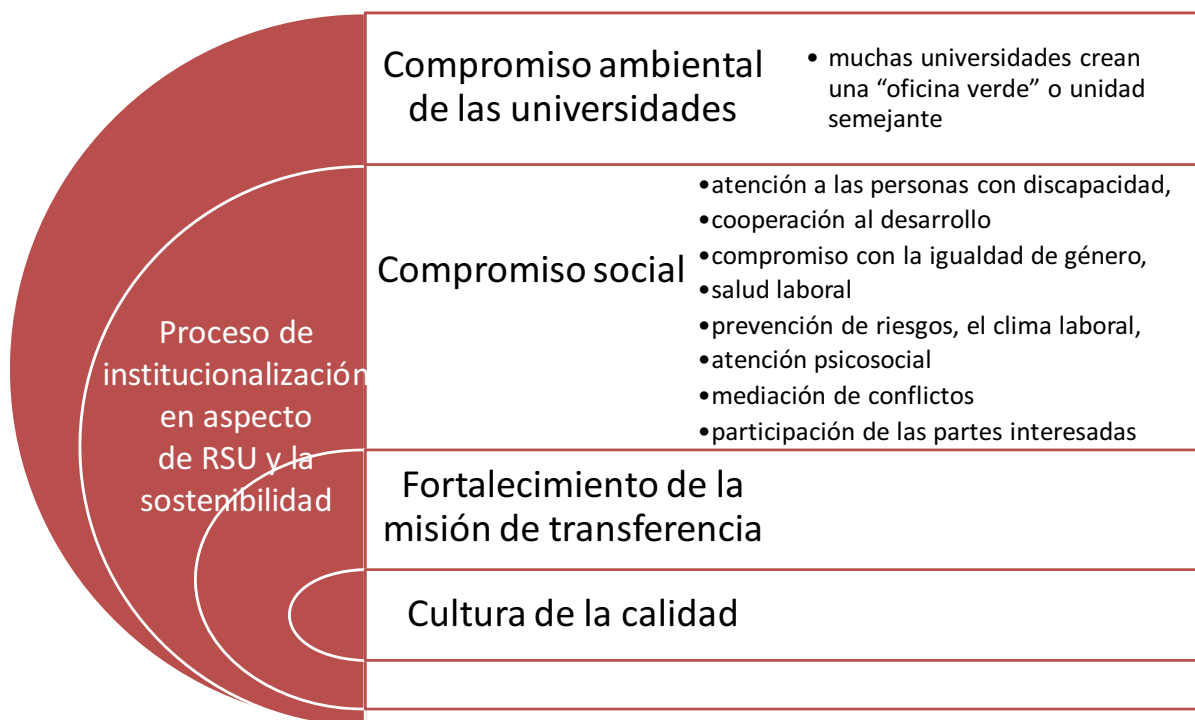 Proceso de
institucionalización
en aspecto
de RSU y la
sostenibilidad
Compromiso ambiental
de las universidades
• muchas universidades crean
una “oficina verde” o unidad
semejante
Compromiso social
•atención a las personas con discapacidad,
•cooperación al desarrollo
•compromiso con la igualdad de género,
•salud laboral
•prevención de riesgos, el clima laboral,
•atención psicosocial
•mediación de conflictos
•participación de las partes interesadas
Fortalecimiento de la
misión de transferencia
Cultura de la calidad